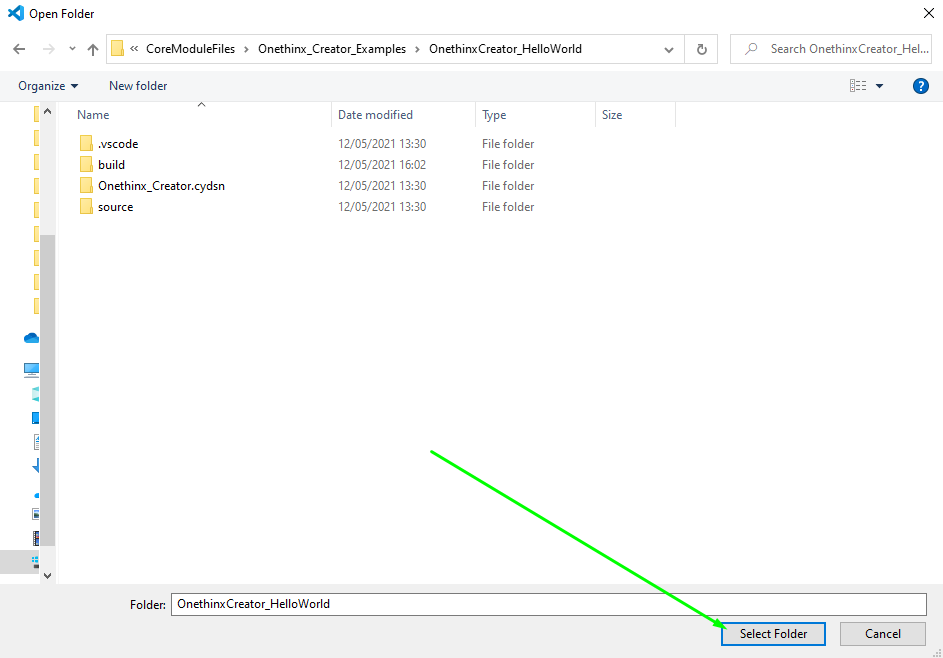 Open Folder
« CoreModuleFiles > Onethinx_Creator_Examples > OnethinxCreator_HelloWorld
Search OnethinxCreator_Hel...
Organize
New folder
?
Name Date modified Type Size
.vscode 12/05/2021 13:30 File folder
build 12/05/2021 16:02 File folder
Onethinx_Creator.cydsn 12/05/2021 13:30 File folder
source 12/05/2021 13:30 File folder
Folder: OnethinxCreator_HelloWorld
Select Folder Cancel